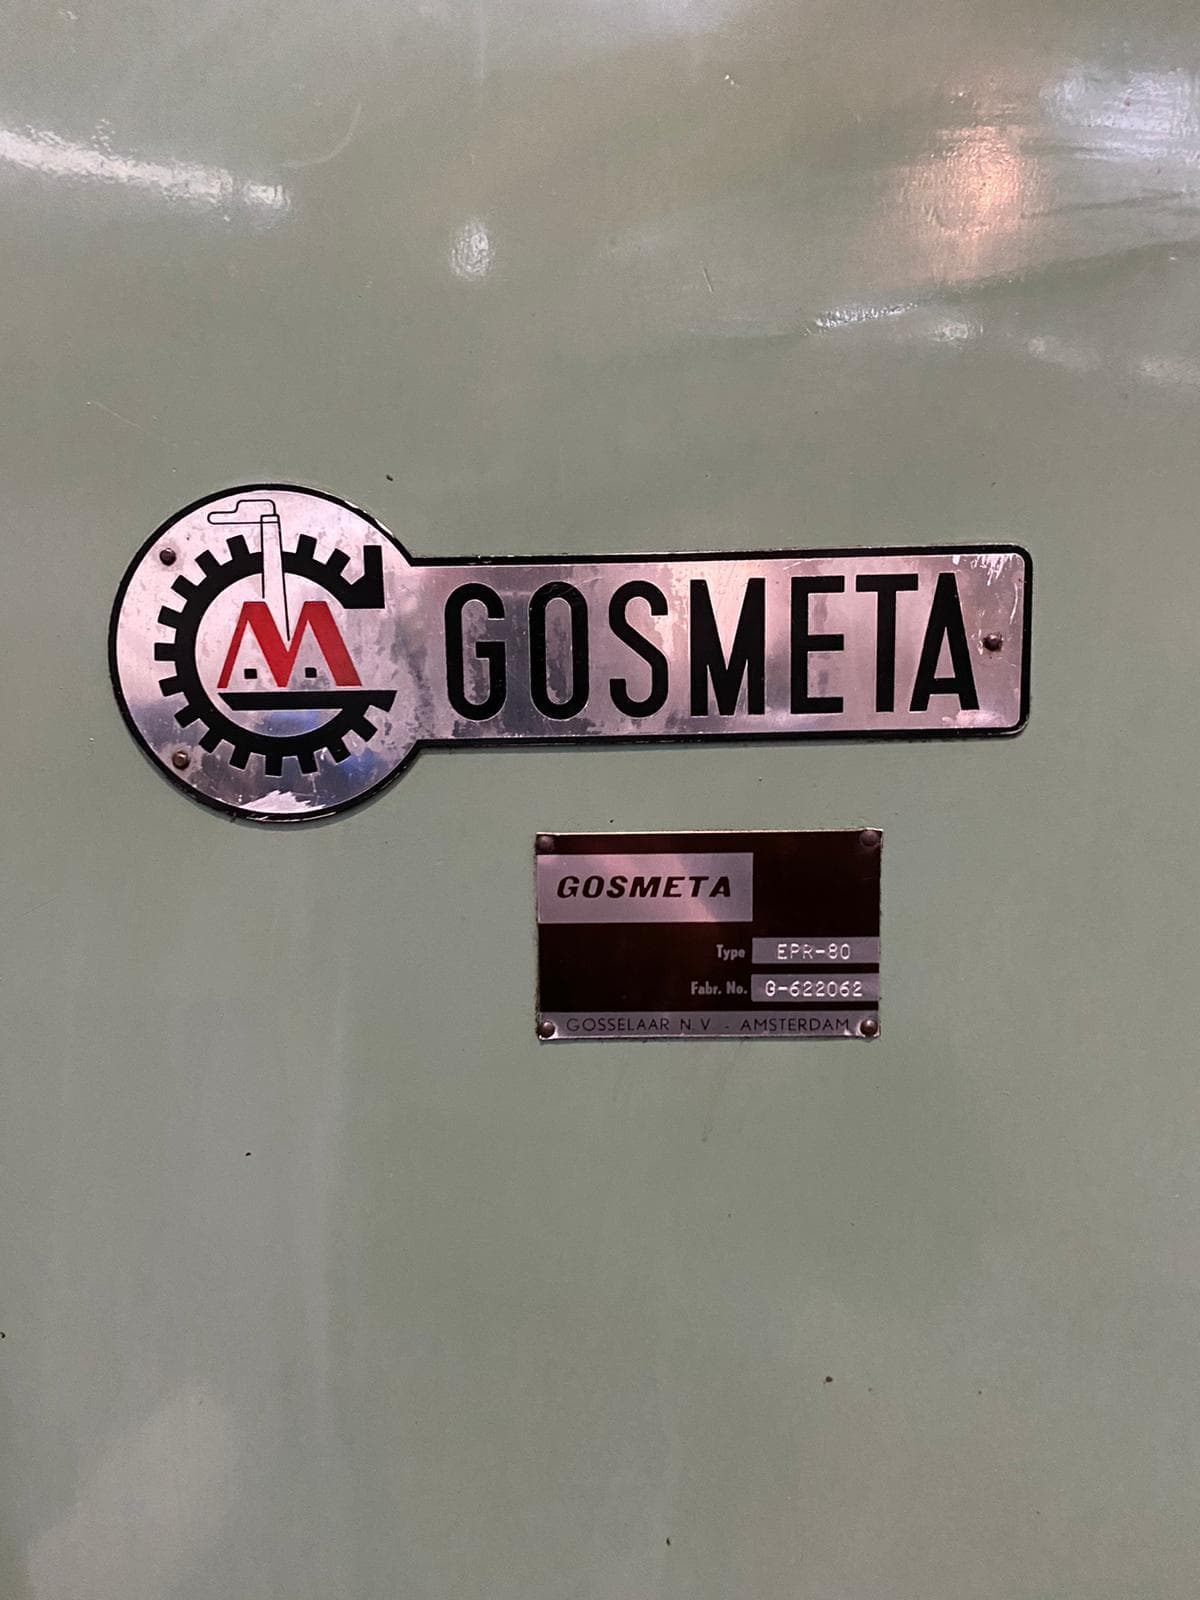 GOSMETA
GOSMETA
Type EPR-80
Fabr. No. G-622062
GOSSELAAR N.V. - AMSTERDAM